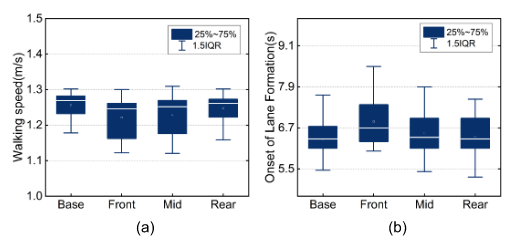 (a)
25%~75%
1.5IQR
Walking speed(m/s)
1.5
1.4
1.3
1.2
1.1
1.0
Base Front Mid Rear
(a)
(b)
25%~75%
1.5IQR
Onset of Lane Formation(s)
9.1
7.9
6.7
5.5
Base Front Mid Rear
(b)